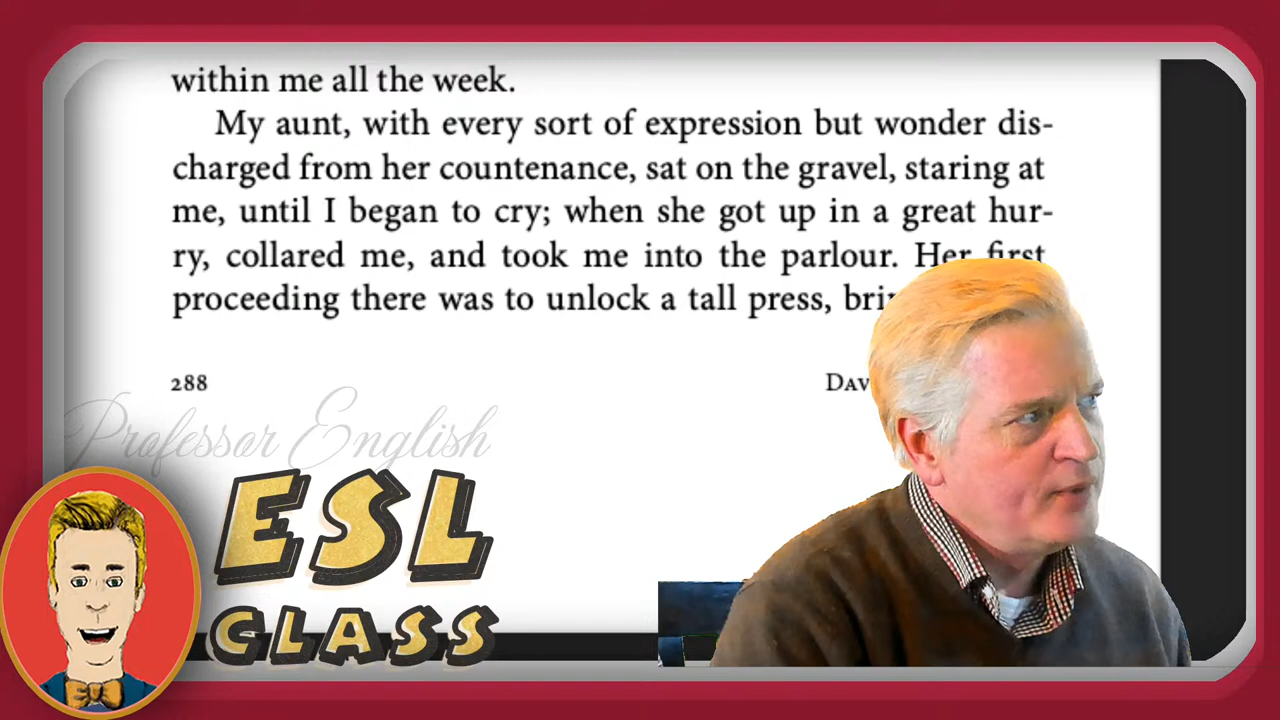 within me all the week.
My aunt, with every sort of expression but wonder dis-
charged from her countenance, sat on the gravel, staring at
me, until I began to cry; when she got up in a great hur-
ry, collared me, and took me into the parlour. Her first
proceeding there was to unlock a tall press,
288
Professor English
ESL
CLASS